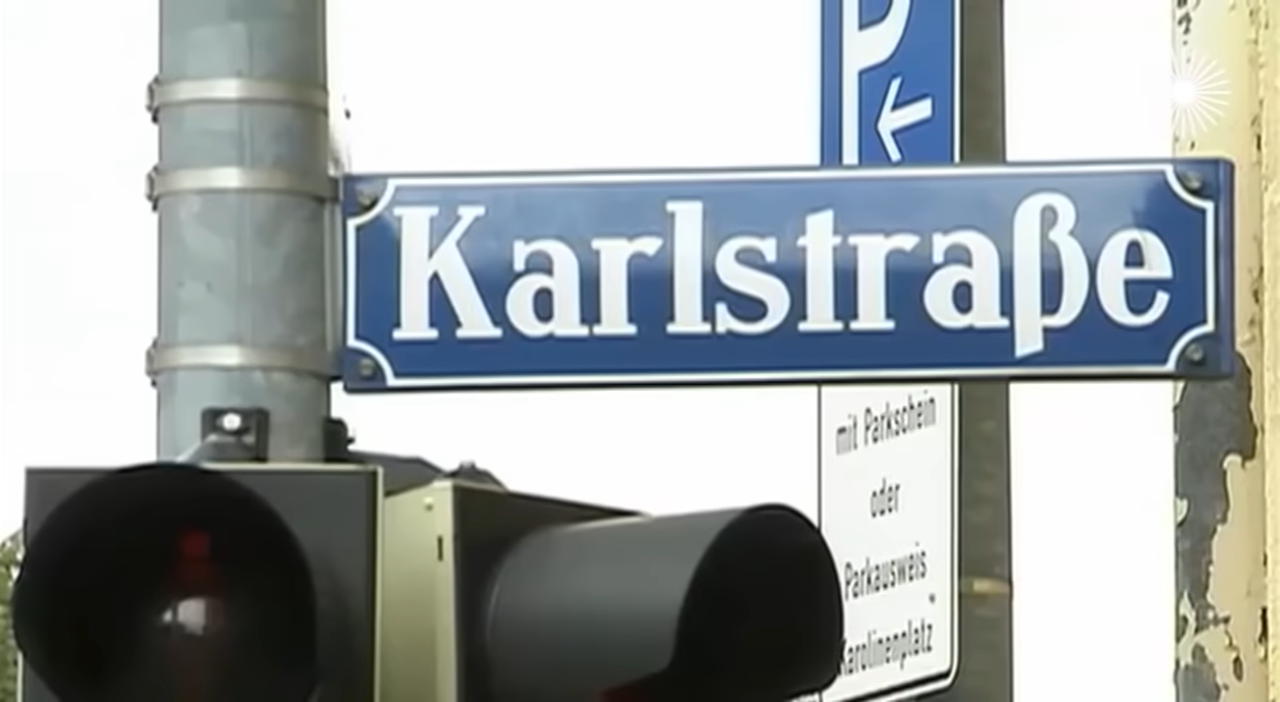 P
Karlstraße
mit Parkschein
oder
Parkausweis
Karolinenplatz